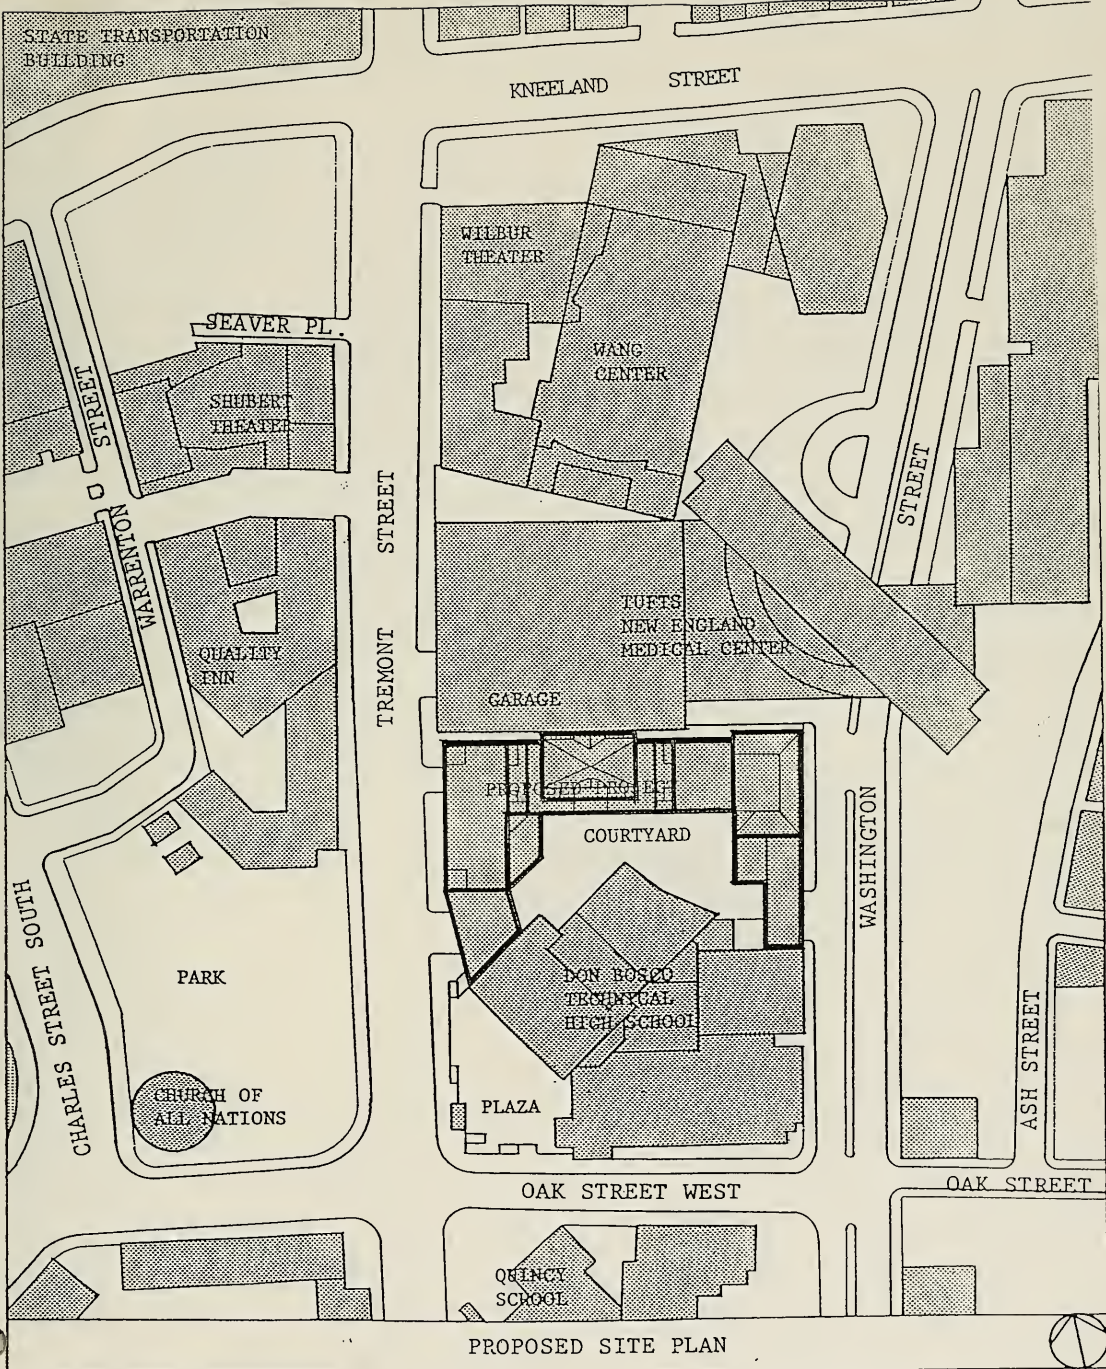 STATE TRANSPORTATION
BUILDING
KNEELAND STREET
WILBUR
THEATER
SEAVER PL.
WANG
CENTER
SHUBERT
THEATER
WARRENTON STREET
TREMONT STREET
STREET
QUALITY
INN
TUFTS
NEW ENGLAND
MEDICAL CENTER
GARAGE
PROPOSED PROJECT
COURTYARD
WASHINGTON
CHARLES STREET SOUTH
PARK
DON BOSCO
TECHNICAL
HIGH SCHOOL
ASH STREET
CHURCH OF
ALL NATIONS
PLAZA
OAK STREET WEST
OAK STREET
QUINCY
SCHOOL
PROPOSED SITE PLAN